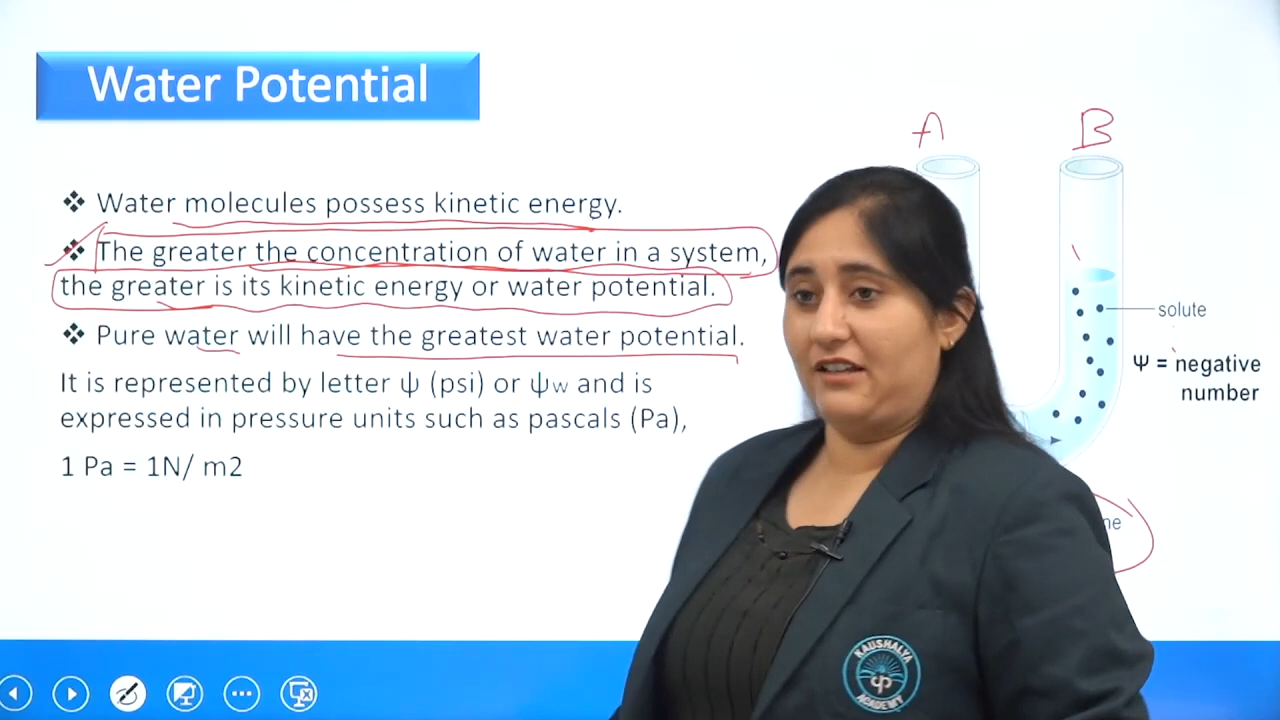 Water Potential
A B
❖ Water molecules possess kinetic energy.
❖ The greater the concentration of water in a system,
the greater is its kinetic energy or water potential.
❖ Pure water will have the greatest water potential.
It is represented by letter ψ (psi) or ψw and is
expressed in pressure units such as pascals (Pa),
1 Pa = 1N/ m2
solute
Ψ = negative
number
KAUSHALYA
ACADEMY